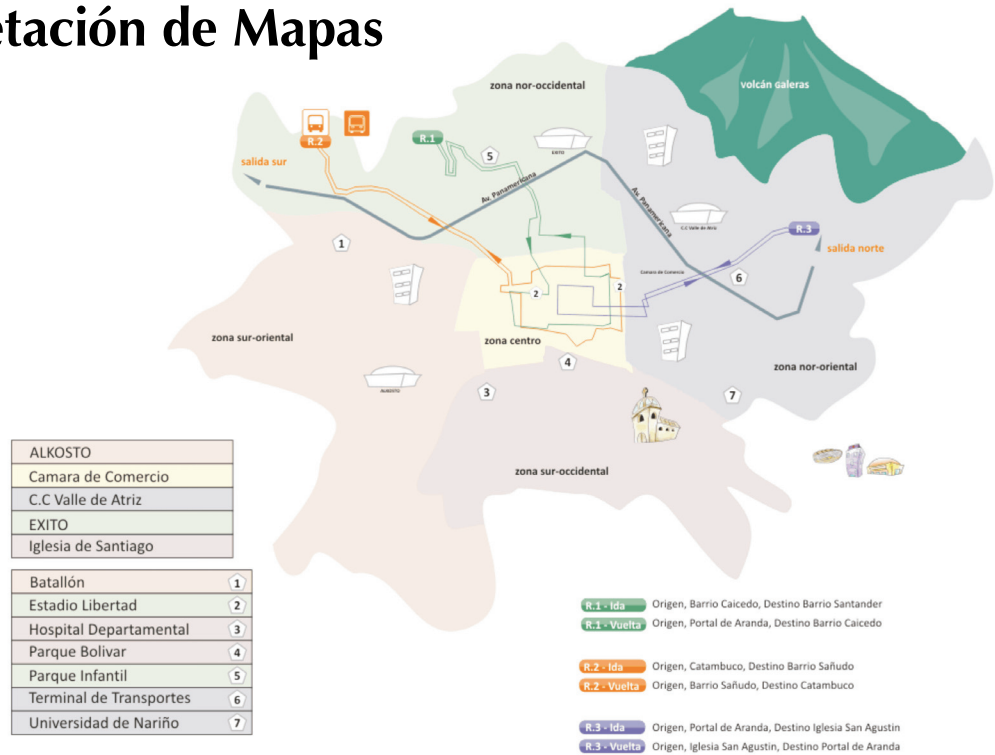 etación de Mapas
zona nor-occidental
volcán galeras
R.2
R.1
EXITO
5
salida sur
Av. Panamericana
Av. Panamericana
C.C Valle de Atriz
R.3
salida norte
1
Camara de Comercio
6
2
2
zona sur-oriental
zona centro
4
zona nor-oriental
ALKOSTO
3
7
zona sur-occidental
ALKOSTO
Camara de Comercio
C.C Valle de Atriz
EXITO
Iglesia de Santiago
Batallón 1
Estadio Libertad 2
Hospital Departamental 3
Parque Bolivar 4
Parque Infantil 5
Terminal de Transportes 6
Universidad de Nariño 7
R.1 - Ida Origen, Barrio Caicedo, Destino Barrio Santander
R.1 - Vuelta Origen, Portal de Aranda, Destino Barrio Caicedo
R.2 - Ida Origen, Catambuco, Destino Barrio Sañudo
R.2 - Vuelta Origen, Barrio Sañudo, Destino Catambuco
R.3 - Ida Origen, Portal de Aranda, Destino Iglesia San Agustin
R.3 - Vuelta Origen, Iglesia San Agustin, Destino Portal de Aranda